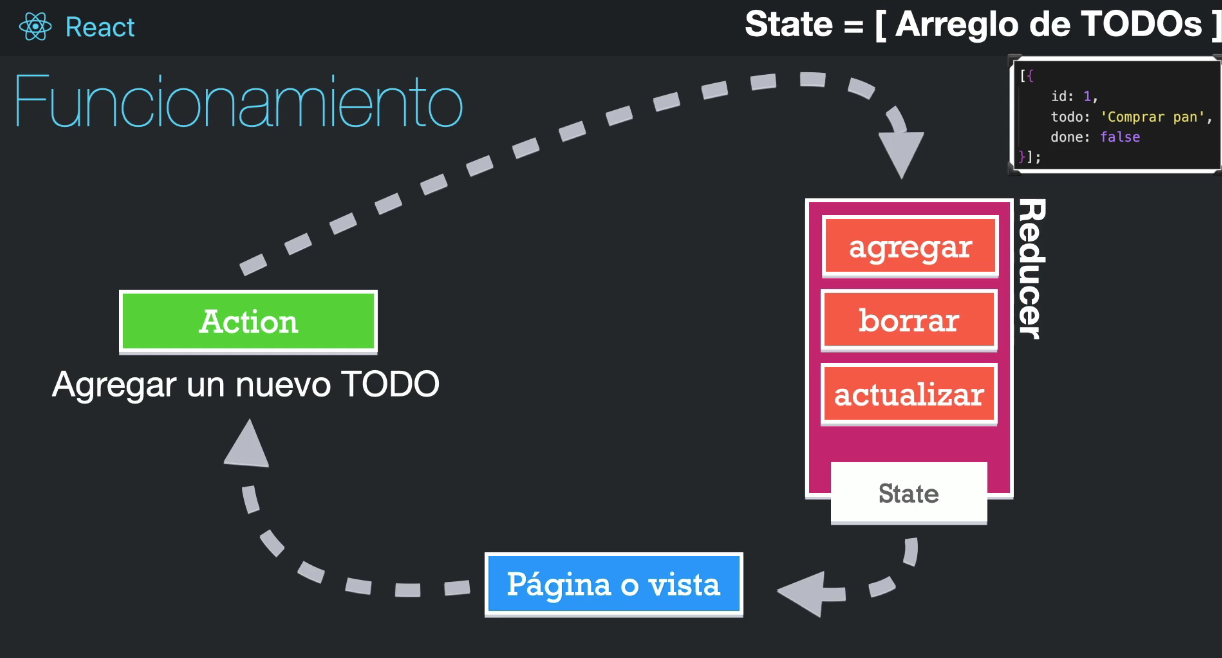 React
State = [ Arreglo de TODOs ]
Funcionamiento
[{
id: 1,
todo: 'Comprar pan',
done: false
}];
Reducer
agregar
borrar
actualizar
State
Action
Agregar un nuevo TODO
Página o vista